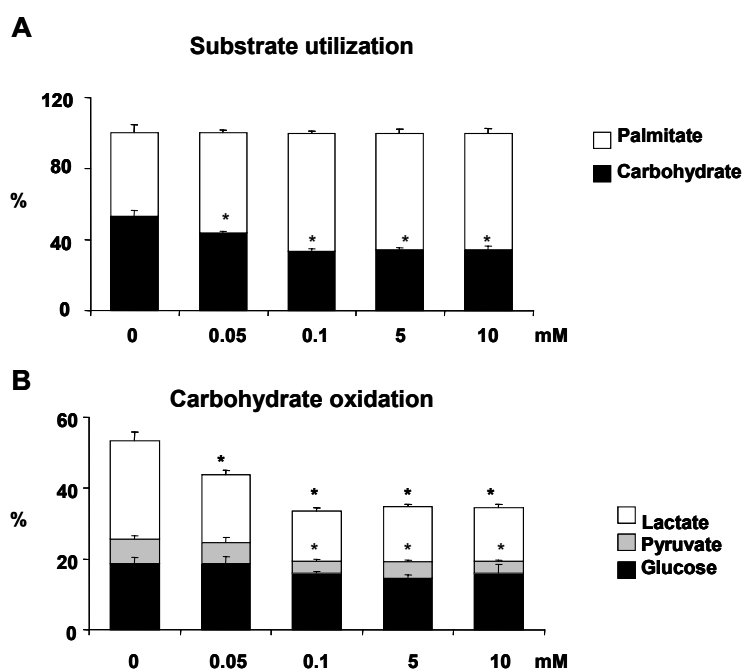 A
Substrate utilization
120
80
%
40
0
* * * *
0 0.05 0.1 5 10 mM
Palmitate
Carbohydrate
B
Carbohydrate oxidation
60
40
%
20
0
* * * *
* * *
0 0.05 0.1 5 10 mM
Lactate
Pyruvate
Glucose